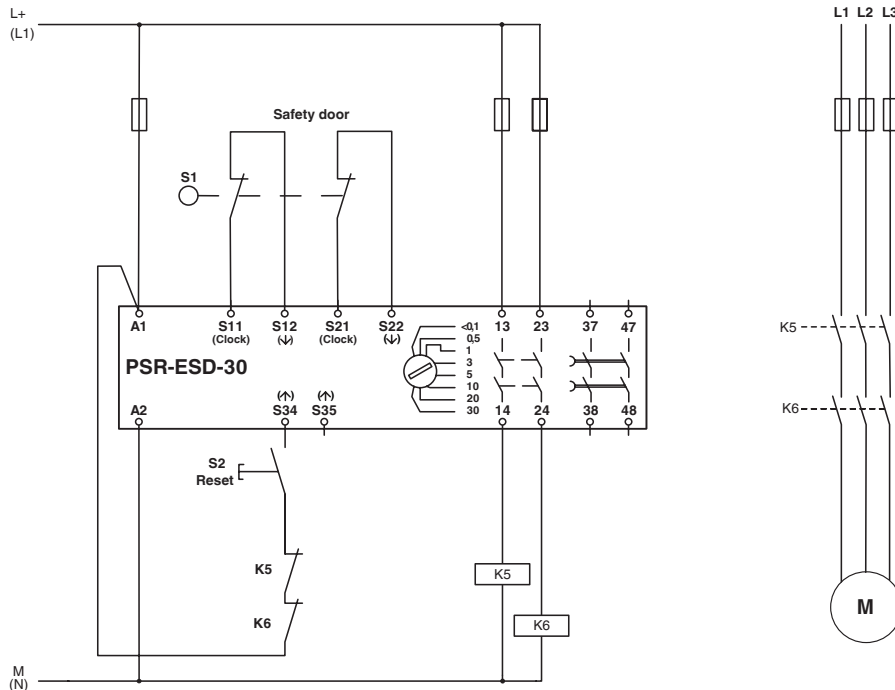 L+
(L1)
L1 L2 L3
Safety door
S1
A1 S11 S12 S21 S22 13 23 37 47
(Clock) (↓) (Clock) (↓)
<0,1
0,5
1
3
5
10
20
30
PSR-ESD-30
(↑) (↑)
A2 S34 S35 14 24 38 48
S2
Reset
K5
K6
K5
K6
K5
K6
M
M
(N)